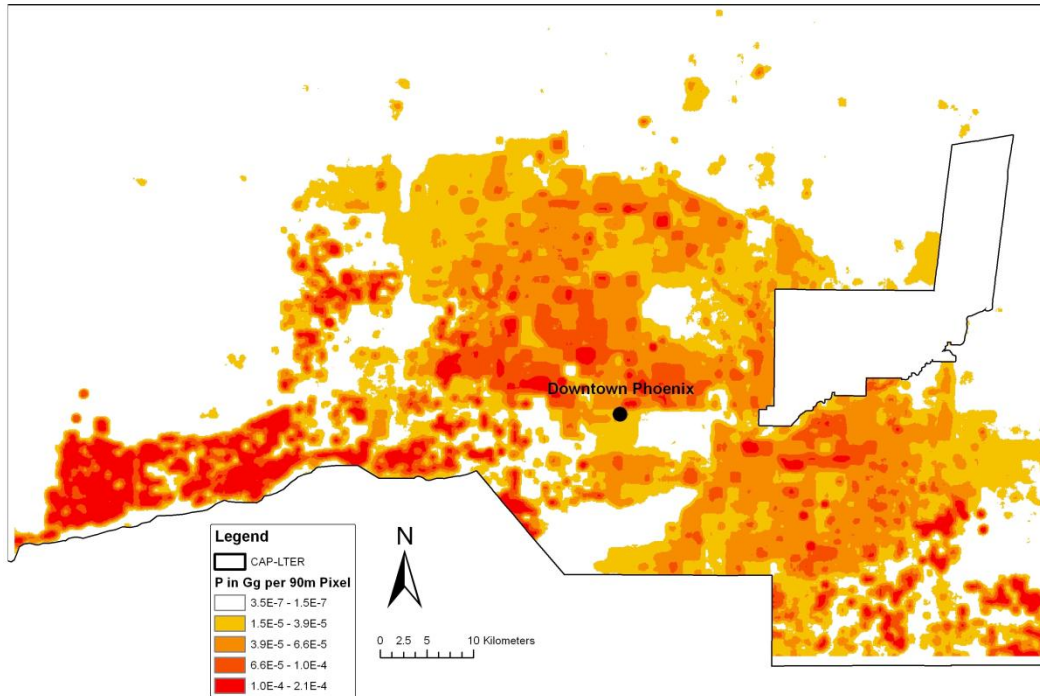 Downtown Phoenix
Legend
CAP-LTER
P in Gg per 90m Pixel
3.5E-7 - 1.5E-7
1.5E-5 - 3.9E-5
3.9E-5 - 6.6E-5
6.6E-5 - 1.0E-4
1.0E-4 - 2.1E-4
N
0 2.5 5 10 Kilometers